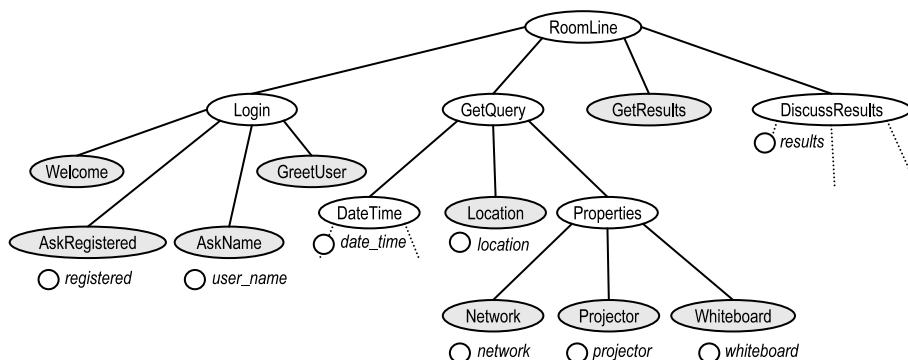 RoomLine
Login
GetQuery
GetResults
DiscussResults
results
Welcome
GreetUser
DateTime
Location
Properties
date_time
location
AskRegistered
AskName
registered
user_name
Network
Projector
Whiteboard
network
projector
whiteboard